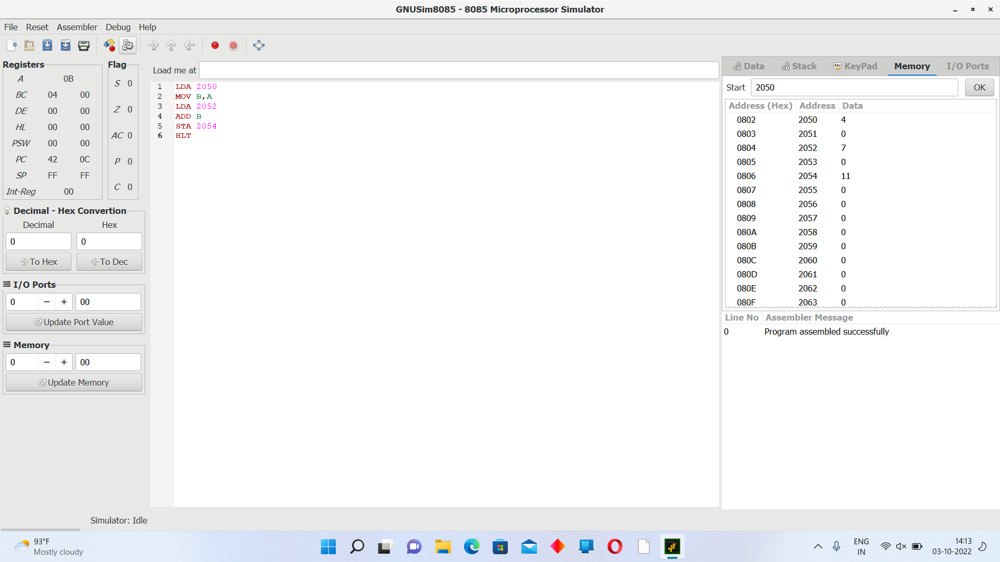 GNUSim8085 - 8085 Microprocessor Simulator
File Reset Assembler Debug Help
Registers
A 0B
BC 04 00
DE 00 00
HL 00 00
PSW 00 00
PC 42 0C
SP FF FF
Int-Reg 00
Flag
S 0
Z 0
AC 0
P 0
C 0
Decimal - Hex Convertion
Decimal Hex
0 0
To Hex To Dec
I/O Ports
0 − + 00
Update Port Value
Memory
0 − + 00
Update Memory
Load me at
1 LDA 2050
2 MOV B,A
3 LDA 2052
4 ADD B
5 STA 2054
6 HLT
Data Stack Abc KeyPad Memory I/O Ports
Start 2050 OK
Address (Hex) Address Data
0802 2050 4
0803 2051 0
0804 2052 7
0805 2053 0
0806 2054 11
0807 2055 0
0808 2056 0
0809 2057 0
080A 2058 0
080B 2059 0
080C 2060 0
080D 2061 0
080E 2062 0
080F 2063 0
Line No Assembler Message
0 Program assembled successfully
Simulator: Idle
93°F
Mostly cloudy
ENG
IN
14:13
03-10-2022